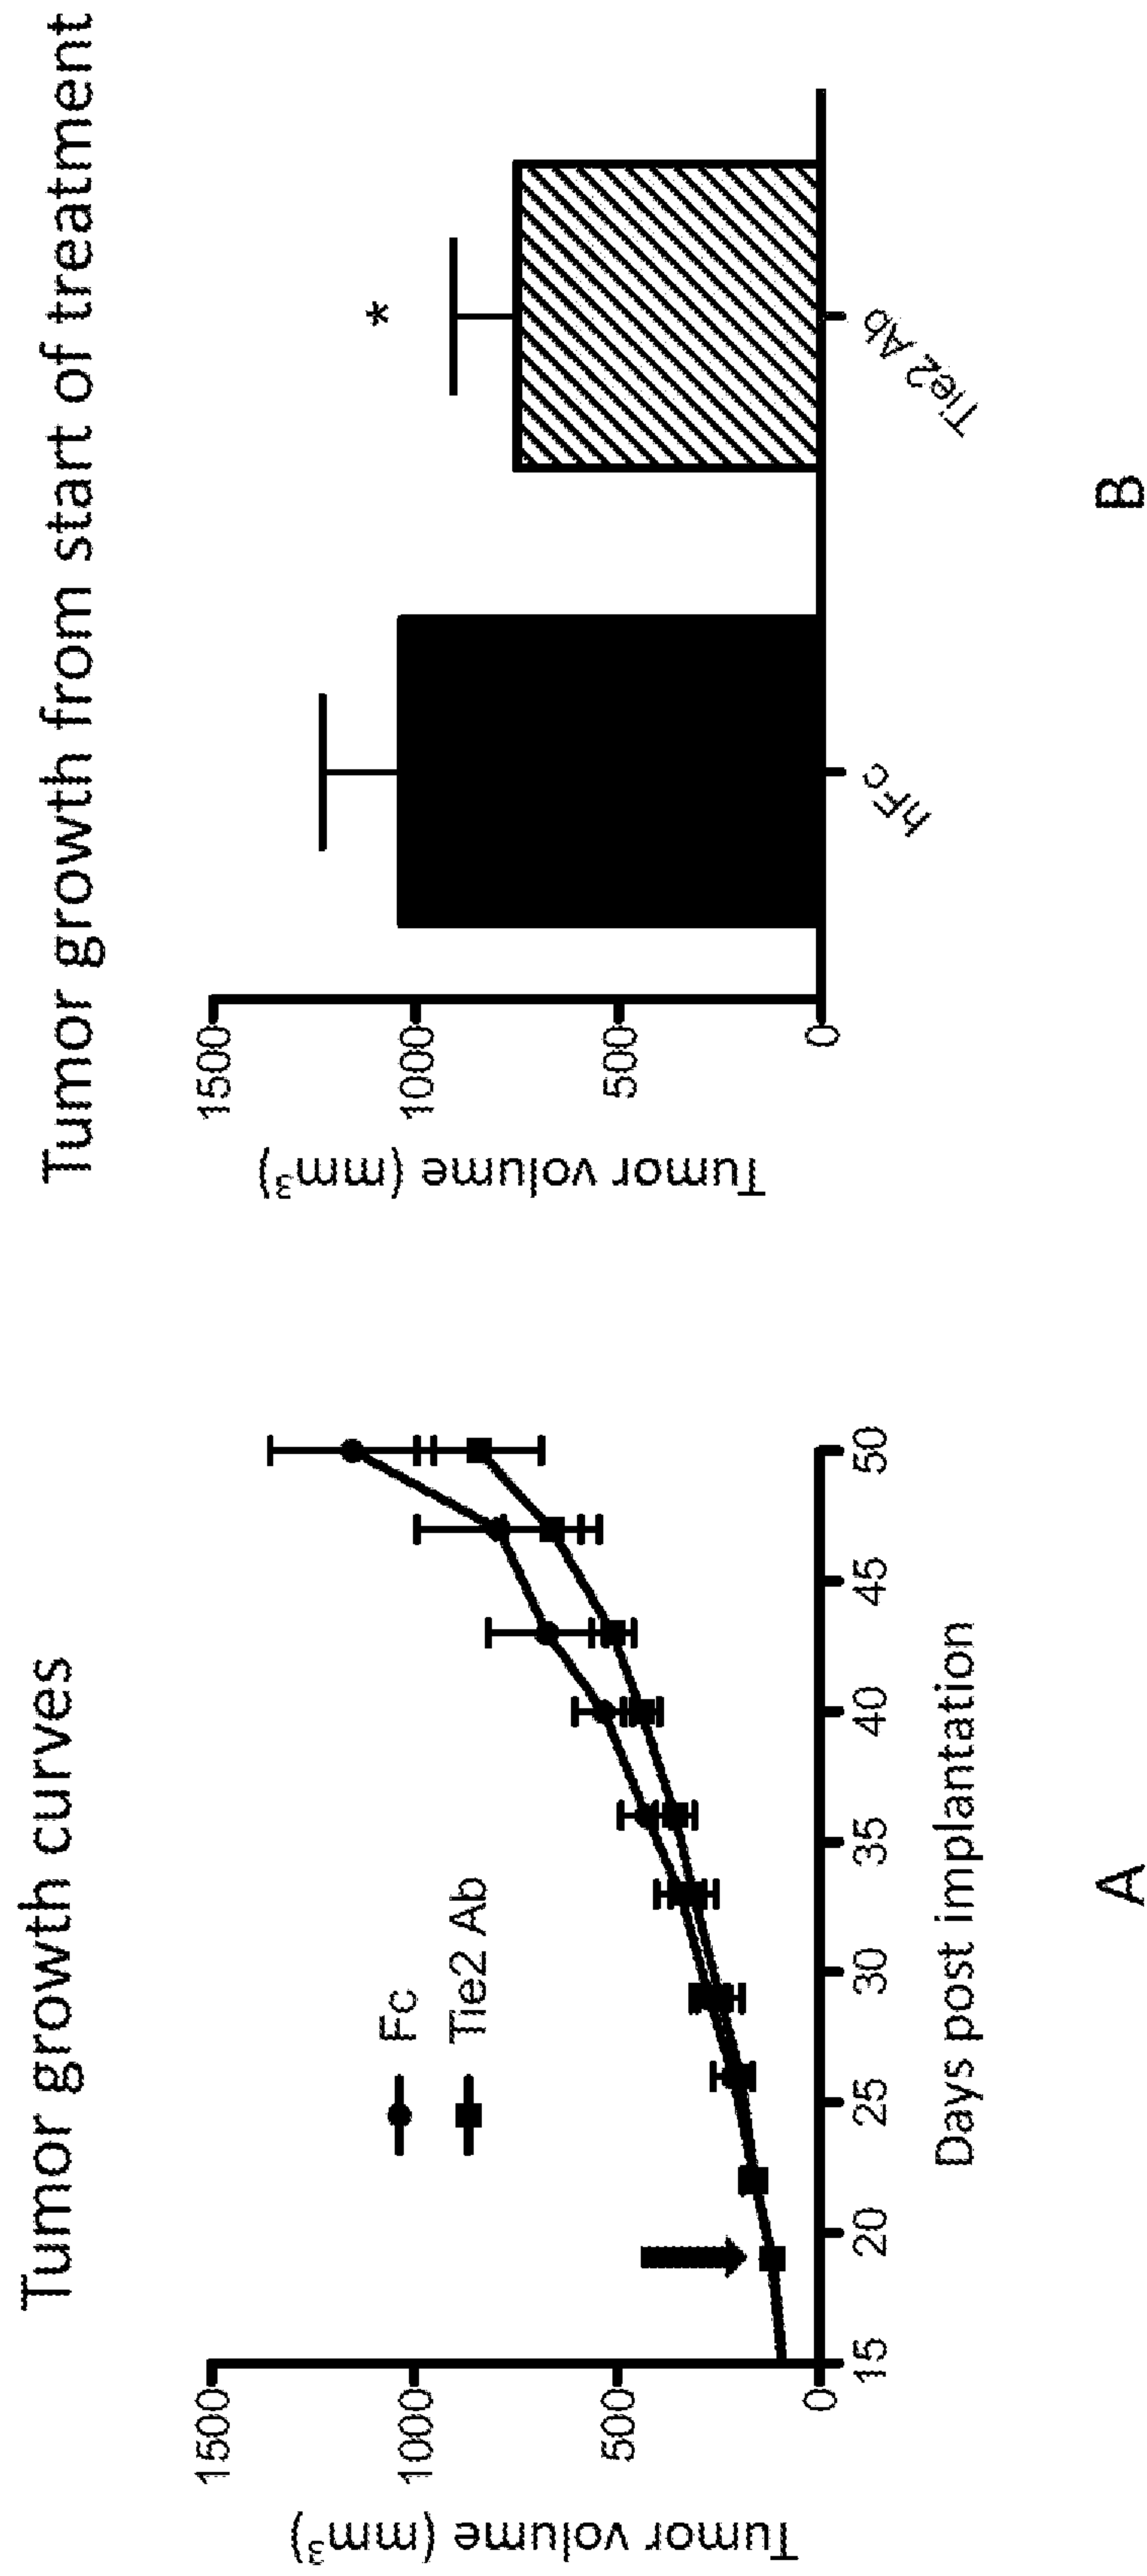 Tumor growth curves
Tumor volume (mm³)
1500
1000
500
0
Fc
Tie2 Ab
15 20 25 30 35 40 45 50
Days post implantation
A
Tumor growth from start of treatment
Tumor volume (mm³)
1500
1000
500
0
*
hFc
Tie2 Ab
B